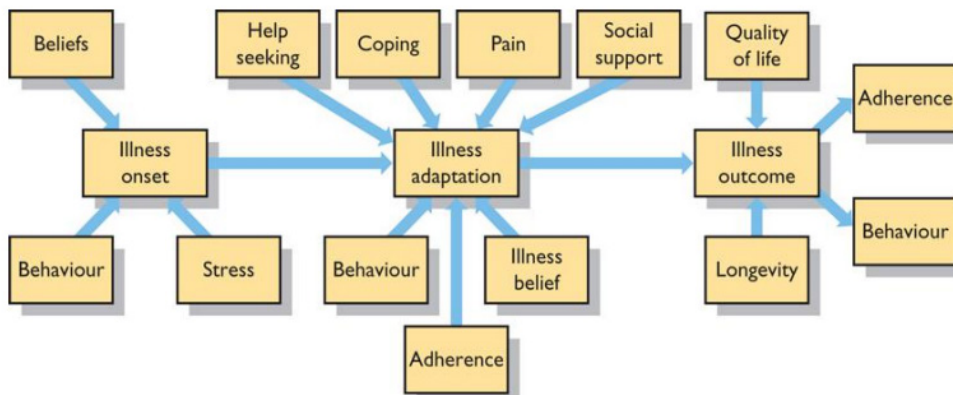 Beliefs
Help
seeking
Coping
Pain
Social
support
Quality
of life
Adherence
Illness
onset
Illness
adaptation
Illness
outcome
Behaviour
Stress
Behaviour
Illness
belief
Longevity
Behaviour
Adherence